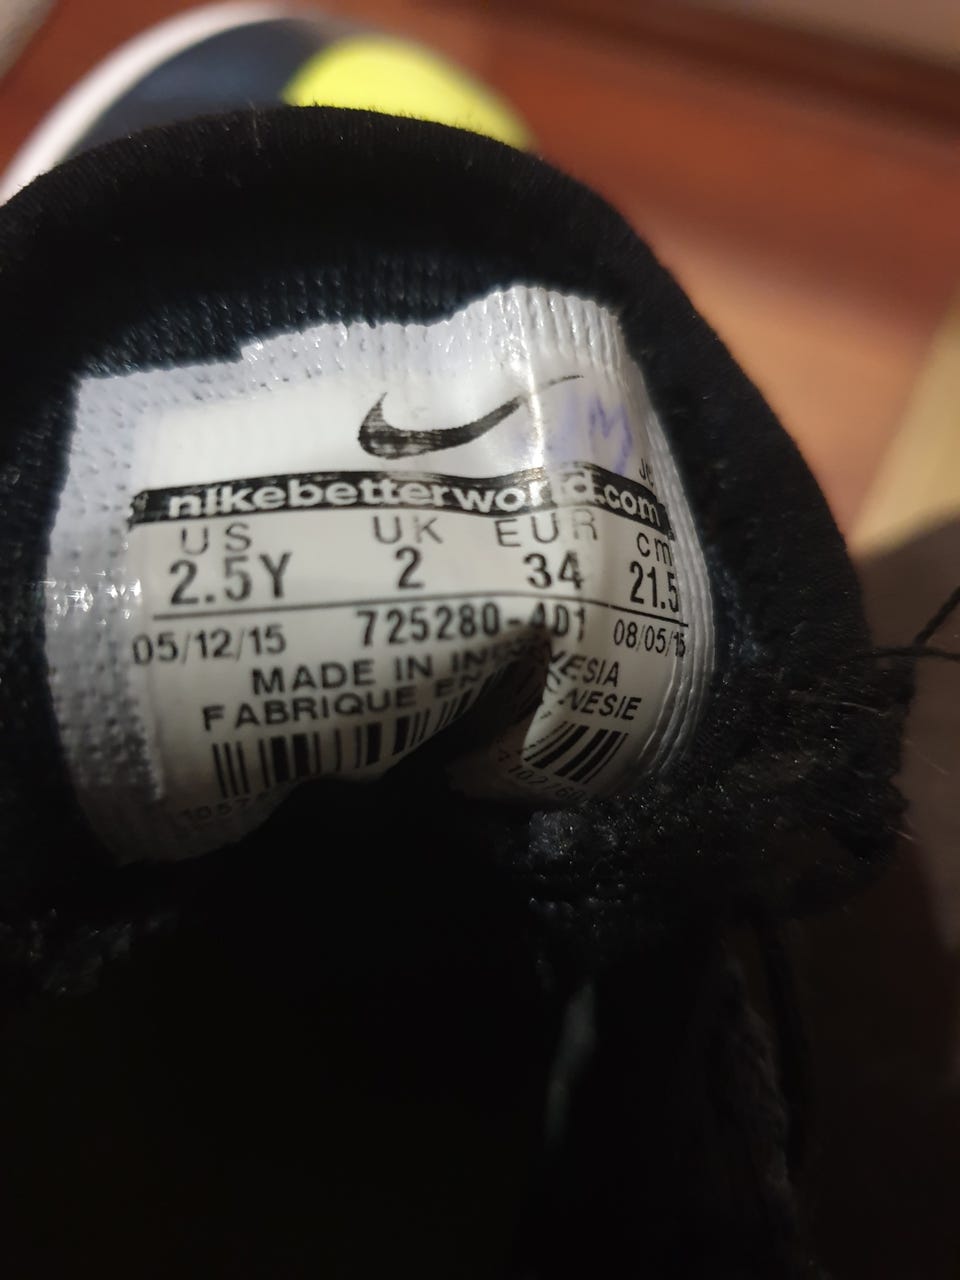 M
nikebetterworld.com
US UK EUR cm
2.5Y 2 34 21.5
05/12/15 725280-401 08/05/15
MADE IN INDONESIA
FABRIQUE EN INDONESIE